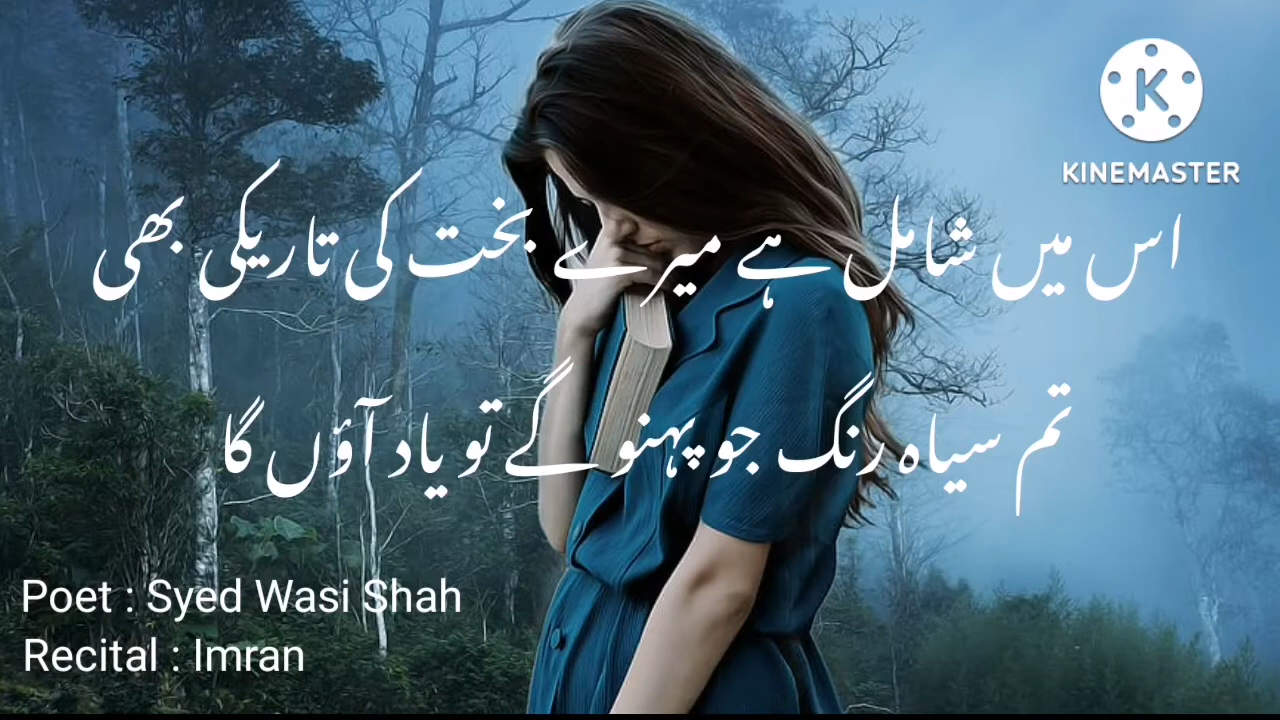 KINEMASTER
اس میں شامل ہے میرے بخت کی تاریکی بھی
تم سیاہ رنگ جو پہنو گے تو یاد آؤں گا
Poet : Syed Wasi Shah
Recital : Imran